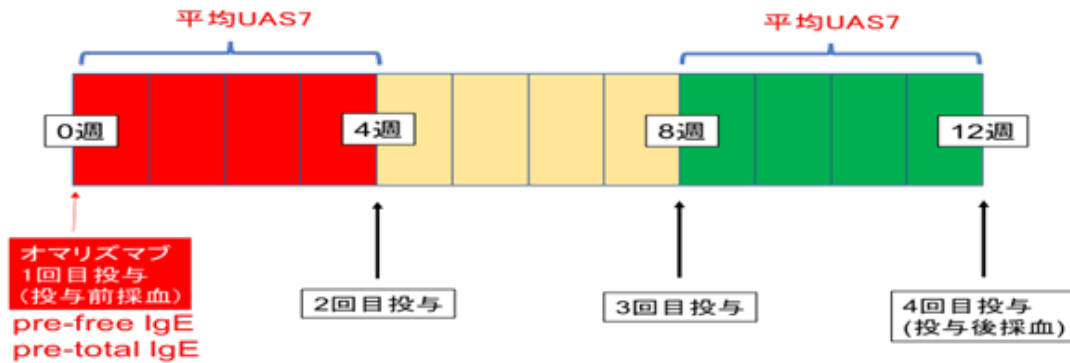 平均UAS7
平均UAS7
0週
4週
8週
12週
オマリズマブ
1回目投与
(投与前採血)
pre-free IgE
pre-total IgE
2回目投与
3回目投与
4回目投与
(投与後採血)